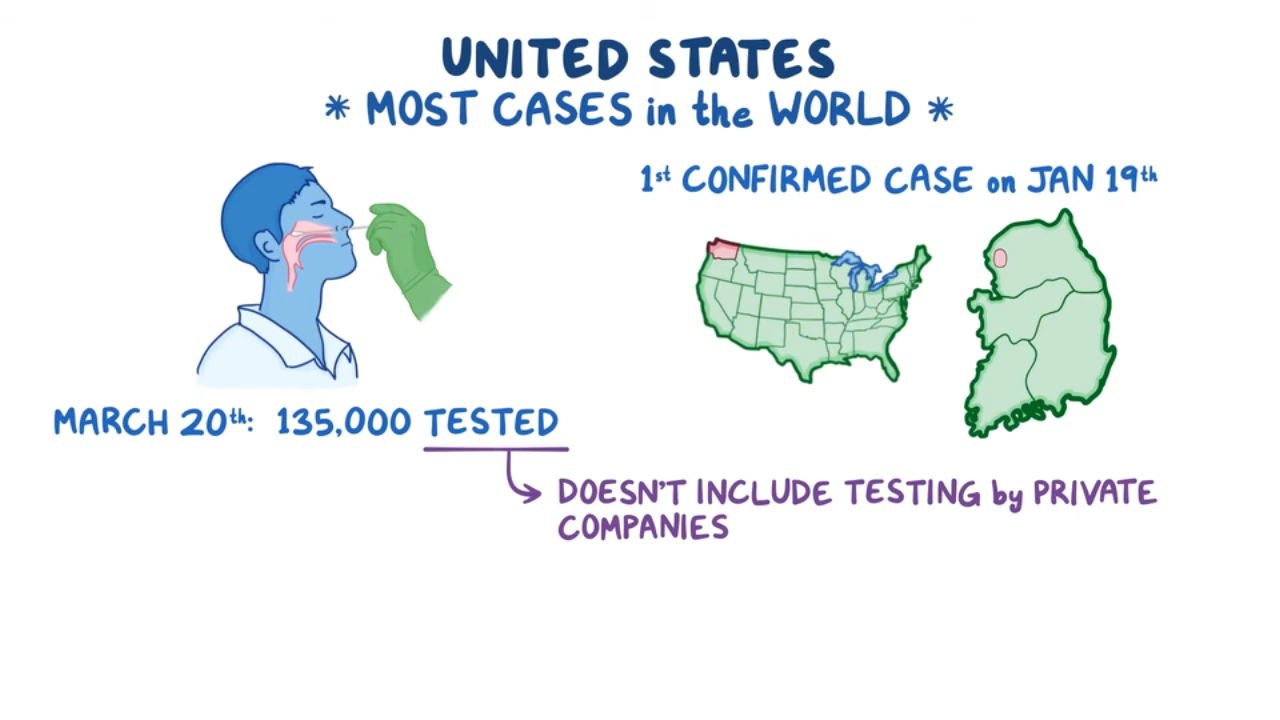 UNITED STATES
* MOST CASES in the WORLD *
1st CONFIRMED CASE on JAN 19th
MARCH 20th: 135,000 TESTED
DOESN'T INCLUDE TESTING by PRIVATE
COMPANIES